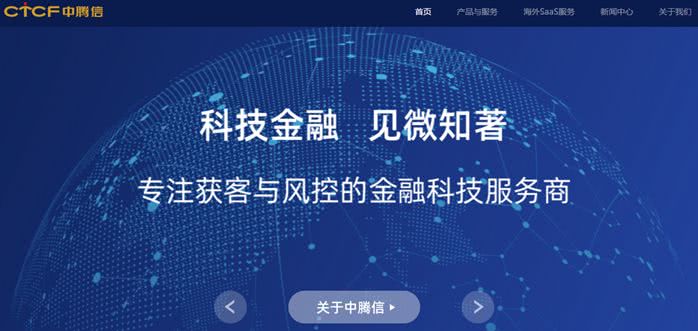 CTCF中腾信
首页 产品与服务 海外SaaS服务 新闻中心 关于我们
科技金融 见微知著
专注获客与风控的金融科技服务商
关于中腾信